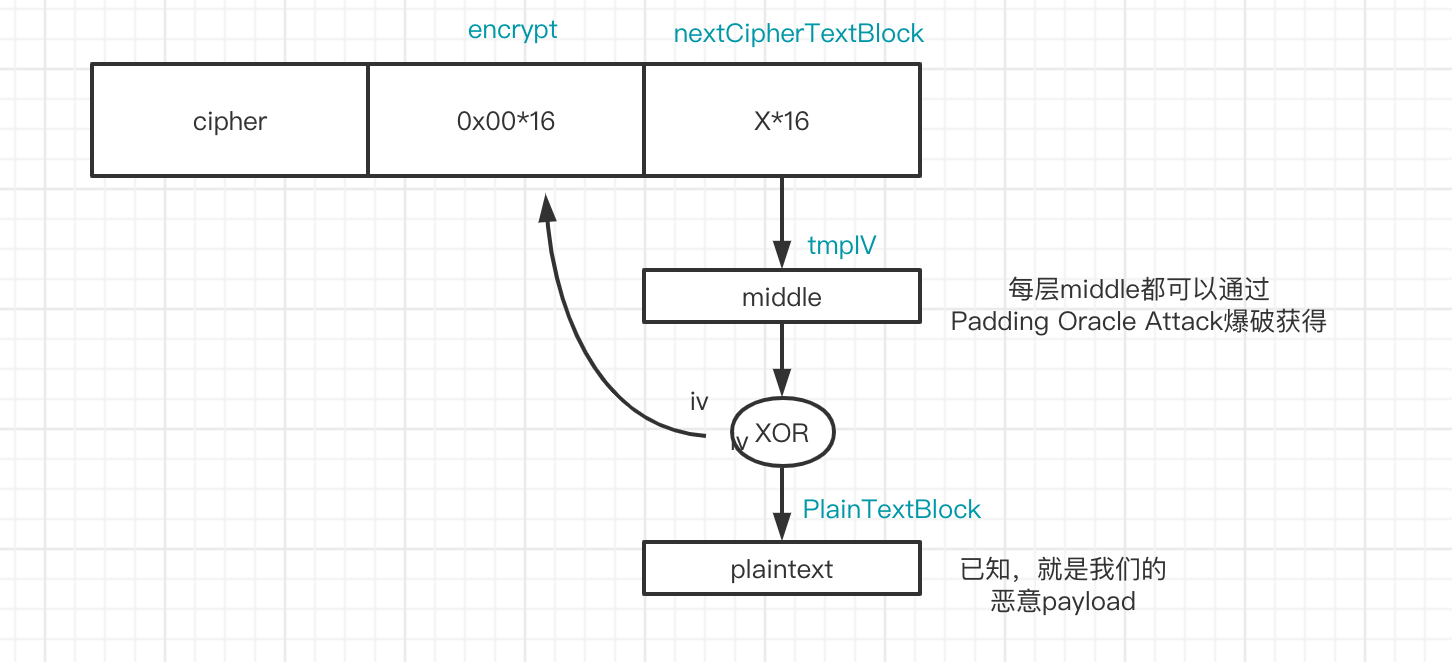 encrypt
nextCipherTextBlock
cipher
0x00*16
X*16
tmpIV
middle
每层middle都可以通过
Padding Oracle Attack爆破获得
iv
iv
XOR
PlainTextBlock
plaintext
已知，就是我们的
恶意payload